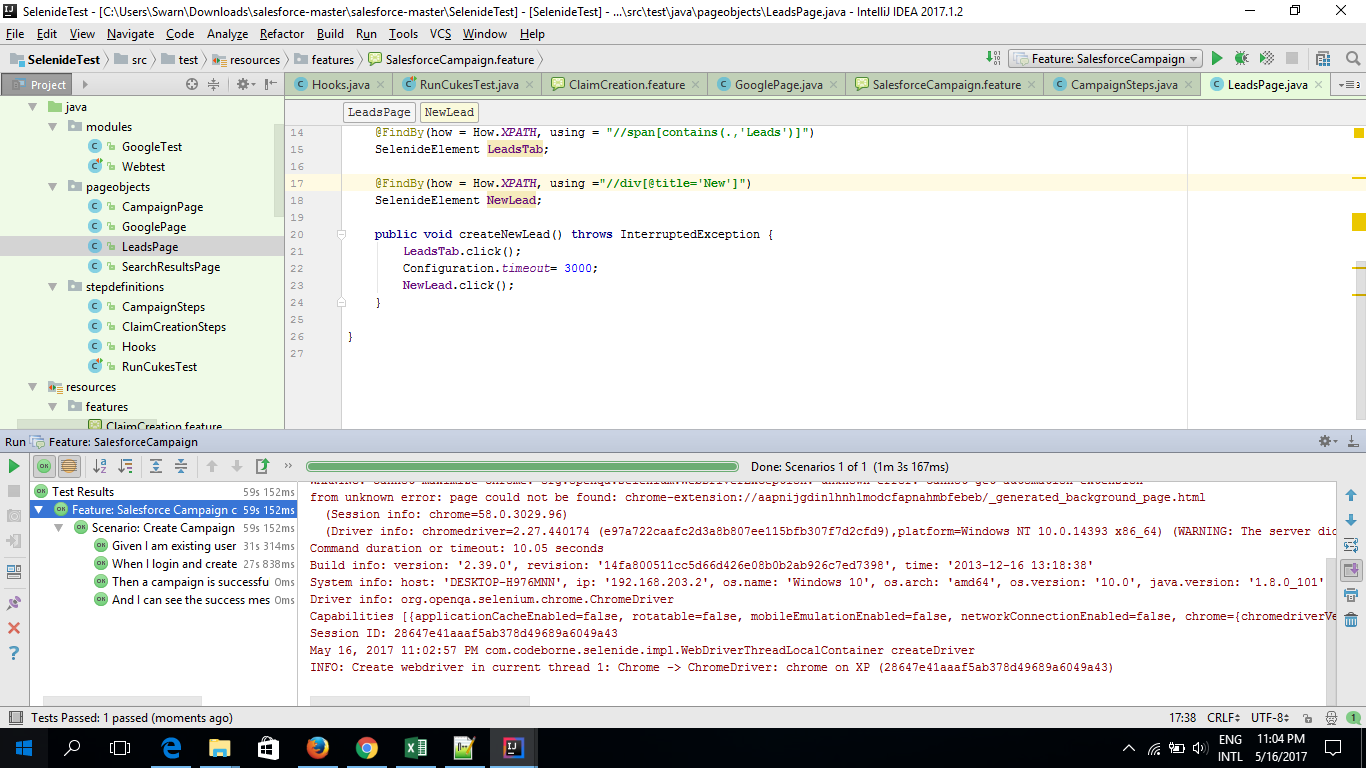 SelenideTest - [C:\Users\Swarn\Downloads\salesforce-master\salesforce-master\SelenideTest] - [SelenideTest] - ...\src\test\java\pageobjects\LeadsPage.java - IntelliJ IDEA 2017.1.2
File Edit View Navigate Code Analyze Refactor Build Run Tools VCS Window Help
SelenideTest src test resources features SalesforceCampaign.feature Feature: SalesforceCampaign
Project Hooks.java RunCukesTest.java ClaimCreation.feature GooglePage.java SalesforceCampaign.feature CampaignSteps.java LeadsPage.java
java
modules
GoogleTest
Webtest
pageobjects
CampaignPage
GooglePage
LeadsPage
SearchResultsPage
stepdefinitions
CampaignSteps
ClaimCreationSteps
Hooks
RunCukesTest
resources
features
ClaimCreation.feature
LeadsPage NewLead
14 @FindBy(how = How.XPATH, using = "//span[contains(.,'Leads')]")
15 SelenideElement LeadsTab;
16
17 @FindBy(how = How.XPATH, using ="//div[@title='New']")
18 SelenideElement NewLead;
19
20 public void createNewLead() throws InterruptedException {
21 LeadsTab.click();
22 Configuration.timeout= 3000;
23 NewLead.click();
24 }
25
26 }
27
Run Feature: SalesforceCampaign
Done: Scenarios 1 of 1 (1m 3s 167ms)
Test Results 59s 152ms
Feature: Salesforce Campaign c 59s 152ms
Scenario: Create Campaign 59s 152ms
Given I am existing user 31s 314ms
When I login and create 27s 838ms
Then a campaign is successfu 0ms
And I can see the success mes 0ms
WARNING: Cannot maximize Chrome: org.openqa.selenium.WebDriverException: unknown error: cannot get automation extension
from unknown error: page could not be found: chrome-extension://aapnijgdinlhnhlmodcfapnahmbfebeb/_generated_background_page.html
(Session info: chrome=58.0.3029.96)
(Driver info: chromedriver=2.27.440174 (e97a722caafc2d3a8b807ee115bfb307f7d2cfd9),platform=Windows NT 10.0.14393 x86_64) (WARNING: The server dic
Command duration or timeout: 10.05 seconds
Build info: version: '2.39.0', revision: '14fa800511cc5d66d426e08b0b2ab926c7ed7398', time: '2013-12-16 13:18:38'
System info: host: 'DESKTOP-H976MNN', ip: '192.168.203.2', os.name: 'Windows 10', os.arch: 'amd64', os.version: '10.0', java.version: '1.8.0_101'
Driver info: org.openqa.selenium.chrome.ChromeDriver
Capabilities [{applicationCacheEnabled=false, rotatable=false, mobileEmulationEnabled=false, networkConnectionEnabled=false, chrome={chromedriverVe
Session ID: 28647e41aaaf5ab378d49689a6049a43
May 16, 2017 11:02:57 PM com.codeborne.selenide.impl.WebDriverThreadLocalContainer createDriver
INFO: Create webdriver in current thread 1: Chrome -> ChromeDriver: chrome on XP (28647e41aaaf5ab378d49689a6049a43)
Tests Passed: 1 passed (moments ago) 17:38 CRLF UTF-8 1
ENG 11:04 PM
INTL 5/16/2017